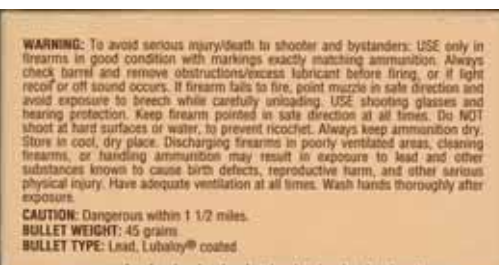 WARNING: To avoid serious injury/death to shooter and bystanders: USE only in
firearms in good condition with markings exactly matching ammunition. Always
check barrel and remove obstructions/excess lubricant before firing, or if light
recoil or off sound occurs. If firearm fails to fire, point muzzle in safe direction and
avoid exposure to breech while carefully unloading. USE shooting glasses and
hearing protection. Keep firearm pointed in safe direction at all times. Do NOT
shoot at hard surfaces or water, to prevent ricochet. Always keep ammunition dry.
Store in cool, dry place. Discharging firearms in poorly ventilated areas, cleaning
firearms, or handling ammunition may result in exposure to lead and other
substances known to cause birth defects, reproductive harm, and other serious
physical injury. Have adequate ventilation at all times. Wash hands thoroughly after
exposure.
CAUTION: Dangerous within 1 1/2 miles.
BULLET WEIGHT: 45 grains
BULLET TYPE: Lead, Lubaloy® coated